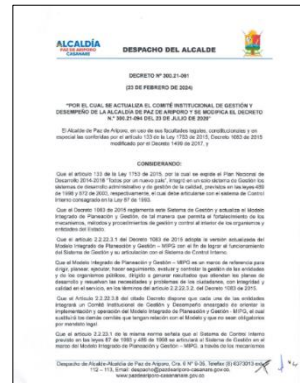 ALCALDÍA
PAZ DE ARIPORO
CASANARE
DESPACHO DEL ALCALDE
DECRETO N° 300.21-081
(23 DE FEBRERO DE 2024)
"POR EL CUAL SE ACTUALIZA EL COMITÉ INSTITUCIONAL DE GESTIÓN Y
DESEMPEÑO DE LA ALCALDÍA DE PAZ DE ARIPORO Y SE MODIFICA EL DECRETO
N.° 300.21-094 DEL 23 DE JULIO DE 2020"
El Alcalde de Paz de Ariporo, en uso de sus facultades legales, constitucionales y en
especial las conferidas por el artículo 133 de la Ley 1753 de 2015, Decreto 1083 de 2015
modificado por el Decreto 1499 de 2017, y
CONSIDERANDO:
Que el artículo 133 de la Ley 1753 de 2015, por la cual se expide el Plan Nacional de
Desarrollo 2014-2018 "Todos por un nuevo país", integró en un solo sistema de Gestión los
sistemas de desarrollo administrativo y de gestión de la calidad, previstos en las leyes 489
de 1998 y 872 de 2003, respectivamente, el cual debe articularse con el sistema de Control
Interno consagrado en la Ley 87 de 1993.
Que el Decreto 1083 de 2015 reglamenta este Sistema de Gestión y actualiza el Modelo
Integrado de Planeación y Gestión, de tal manera que permita el fortalecimiento de los
mecanismos, métodos y procedimientos de gestión y control al interior de los organismos y
entidades del Estado.
Que el artículo 2.2.22.3.1 del Decreto 1083 de 2015 adopta la versión actualizada del
Modelo Integrado de Planeación y Gestión – MIPG con el fin de lograr el funcionamiento
del Sistema de Gestión y su articulación con el Sistema de Control Interno.
Que el Modelo Integrado de Planeación y Gestión – MIPG es un marco de referencia para
dirigir, planear, ejecutar, hacer seguimiento, evaluar y controlar la gestión de las entidades
y de los organismos públicos, dirigido a generar resultados que atiendan los planes de
desarrollo y resuelvan las necesidades y problemas de los ciudadanos, con integridad y
calidad en el servicio, en los términos del artículo 2.2.22.3.2. del Decreto 1083 de 2015.
Que el artículo 2.2.22.3.8 del citado Decreto dispone que cada una de las entidades
integrará un Comité Institucional de Gestión y Desempeño encargado de orientar la
implementación y operación del Modelo Integrado de Planeación y Gestión - MIPG, el cual
sustituirá los demás comités que tengan relación con el Modelo y que no sean obligatorios
por mandato legal.
Que el artículo 2.2.23.1 de la misma norma señala que el Sistema de Control Interno
previsto en las leyes 87 de 1993 y 489 de 1998 se articulará al Sistema de Gestión en el
marco del Modelo Integrado de Planeación y Gestión – MIPG, a través de los mecanismos
Despacho de Alcalde-Alcaldía de Paz de Ariporo, Cra. 6 N°
www.pazdeariporo-casanare.gov.co